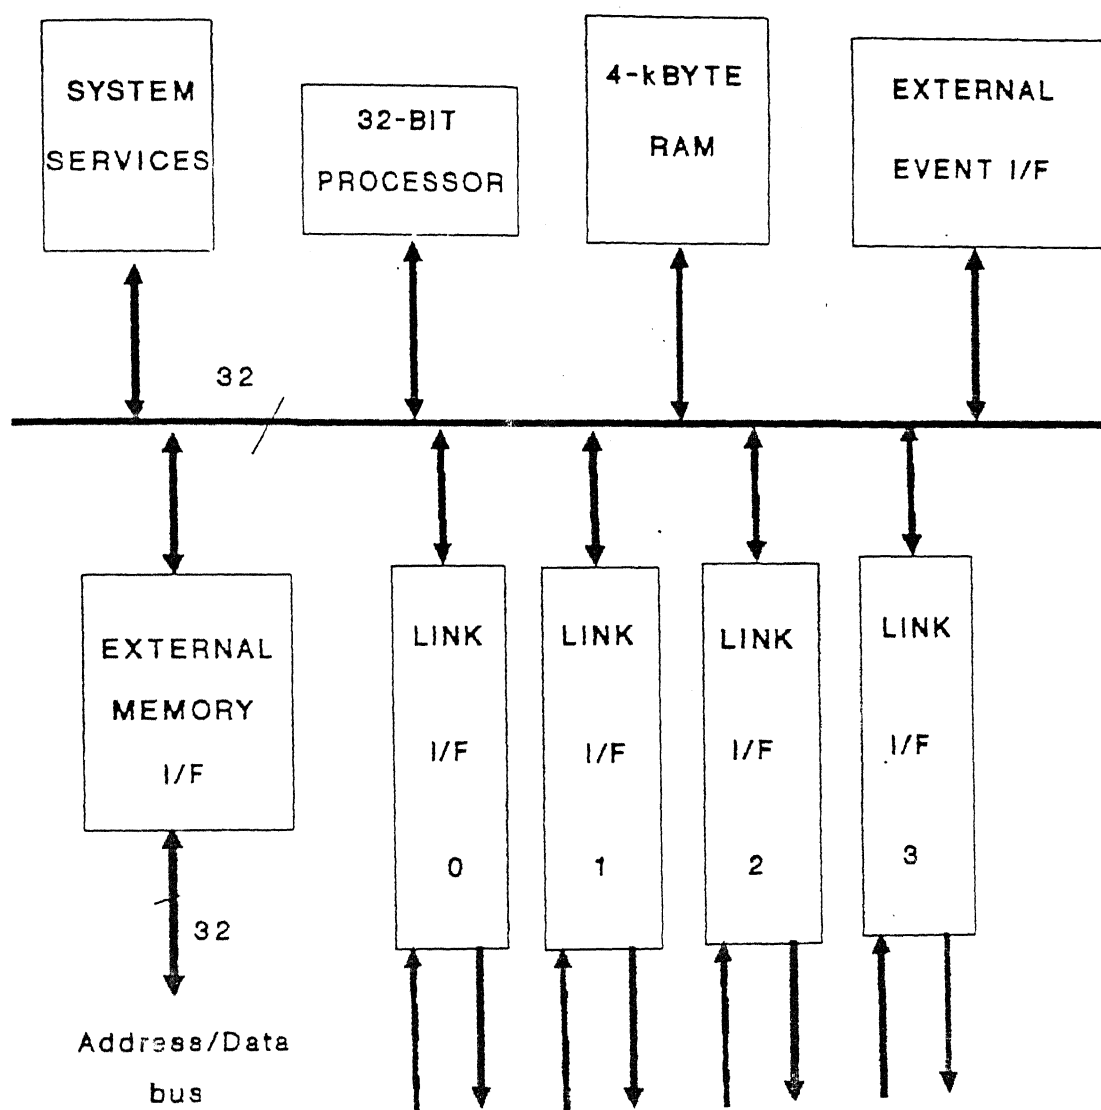 SYSTEM
SERVICES
32-BIT
PROCESSOR
4-kBYTE
RAM
EXTERNAL
EVENT I/F
32
EXTERNAL
MEMORY
I/F
LINK
I/F
0
LINK
I/F
1
LINK
I/F
2
LINK
I/F
3
32
Address/Data
bus